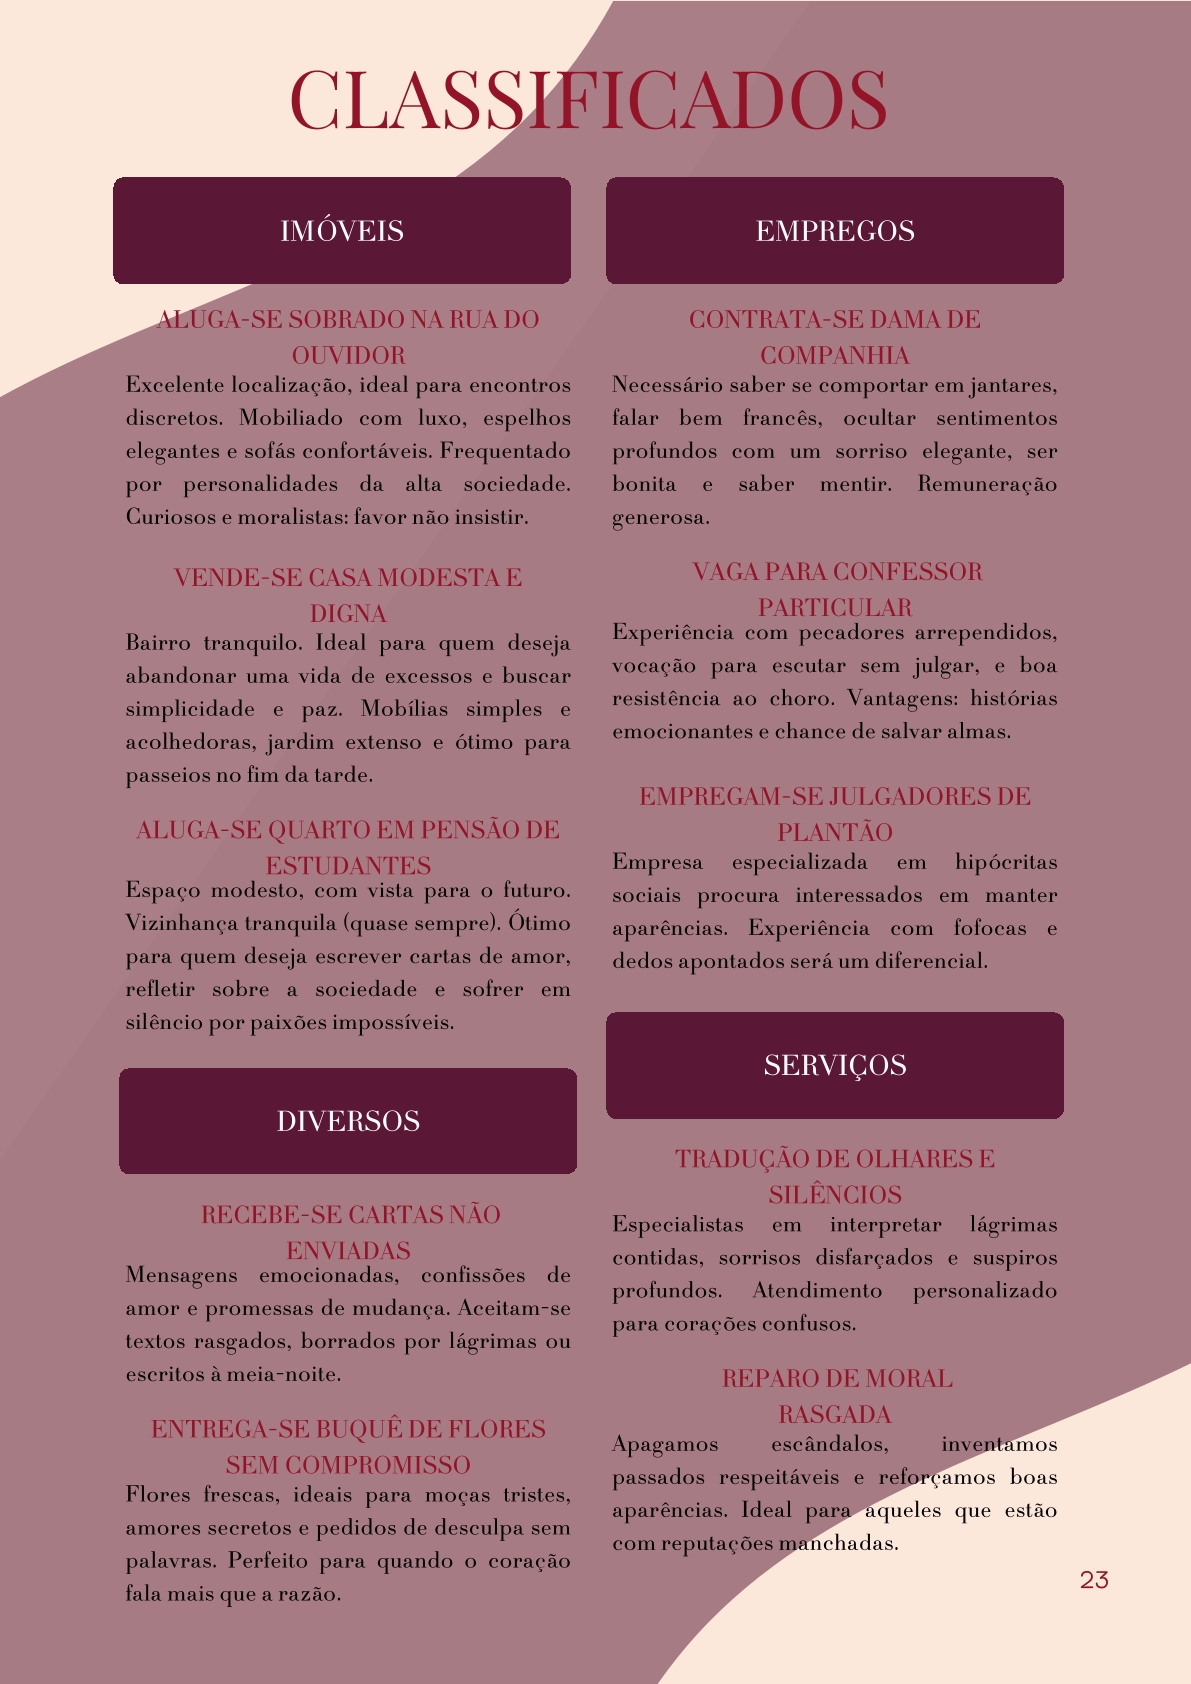 CLASSIFICADOS
IMÓVEIS
ALUGA-SE SOBRADO NA RUA DO
OUVIDOR
Excelente localização, ideal para encontros
discretos. Mobiliado com luxo, espelhos
elegantes e sofás confortáveis. Frequentado
por personalidades da alta sociedade.
Curiosos e moralistas: favor não insistir.
VENDE-SE CASA MODESTA E
DIGNA
Bairro tranquilo. Ideal para quem deseja
abandonar uma vida de excessos e buscar
simplicidade e paz. Mobílias simples e
acolhedoras, jardim extenso e ótimo para
passeios no fim da tarde.
ALUGA-SE QUARTO EM PENSÃO DE
ESTUDANTES
Espaço modesto, com vista para o futuro.
Vizinhança tranquila (quase sempre). Ótimo
para quem deseja escrever cartas de amor,
refletir sobre a sociedade e sofrer em
silêncio por paixões impossíveis.
DIVERSOS
RECEBE-SE CARTAS NÃO
ENVIADAS
Mensagens emocionadas, confissões de
amor e promessas de mudança. Aceitam-se
textos rasgados, borrados por lágrimas ou
escritos à meia-noite.
ENTREGA-SE BUQUÊ DE FLORES
SEM COMPROMISSO
Flores frescas, ideais para moças tristes,
amores secretos e pedidos de desculpa sem
palavras. Perfeito para quando o coração
fala mais que a razão.
EMPREGOS
CONTRATA-SE DAMA DE
COMPANHIA
Necessário saber se comportar em jantares,
falar bem francês, ocultar sentimentos
profundos com um sorriso elegante, ser
bonita e saber mentir. Remuneração
generosa.
VAGA PARA CONFESSOR
PARTICULAR
Experiência com pecadores arrependidos,
vocação para escutar sem julgar, e boa
resistência ao choro. Vantagens: histórias
emocionantes e chance de salvar almas.
EMPREGAM-SE JULGADORES DE
PLANTÃO
Empresa especializada em hipócritas
sociais procura interessados em manter
aparências. Experiência com fofocas e
dedos apontados será um diferencial.
SERVIÇOS
TRADUÇÃO DE OLHARES E
SILÊNCIOS
Especialistas em interpretar lágrimas
contidas, sorrisos disfarçados e suspiros
profundos. Atendimento personalizado
para corações confusos.
REPARO DE MORAL
RASGADA
Apagamos escândalos, inventamos
passados respeitáveis e reforçamos boas
aparências. Ideal para aqueles que estão
com reputações manchadas.
23